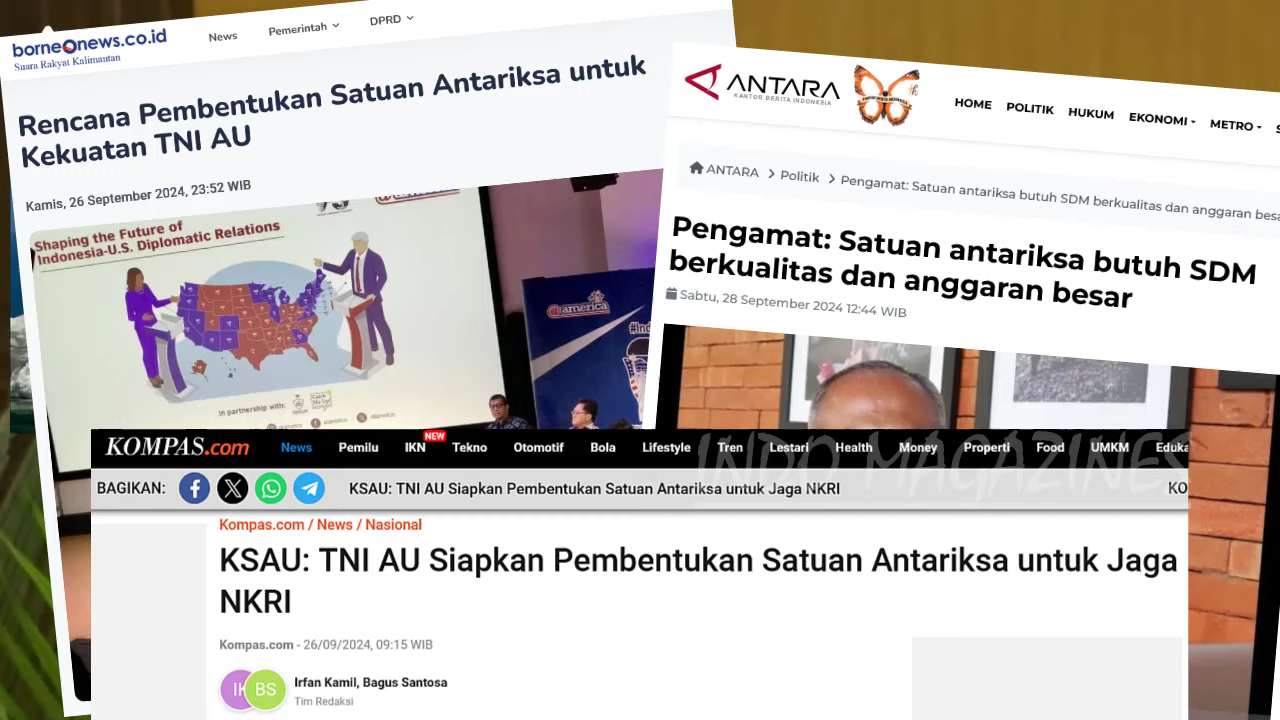 borneonews.co.id
Suara Rakyat Kalimantan
News Pemerintah DPRD
Rencana Pembentukan Satuan Antariksa untuk
Kekuatan TNI AU
Kamis, 26 September 2024, 23:52 WIB
Shaping the Future of
Indonesia-U.S. Diplomatic Relations
In partnership with:
@america
ANTARA
KANTOR BERITA INDONESIA
HOME POLITIK HUKUM EKONOMI METRO
ANTARA > Politik > Pengamat: Satuan antariksa butuh SDM berkualitas dan anggaran
Pengamat: Satuan antariksa butuh SDM
berkualitas dan anggaran besar
Sabtu, 28 September 2024 12:44 WIB
INDO MAGAZINES
KOMPAS.com News Pemilu IKN NEW Tekno Otomotif Bola Lifestyle Tren Lestari Health Money Properti Food UMKM Eduka
BAGIKAN: KSAU: TNI AU Siapkan Pembentukan Satuan Antariksa untuk Jaga NKRI KO
Kompas.com / News / Nasional
KSAU: TNI AU Siapkan Pembentukan Satuan Antariksa untuk Jaga
NKRI
Kompas.com - 26/09/2024, 09:15 WIB
IK BS Irfan Kamil, Bagus Santosa
Tim Redaksi